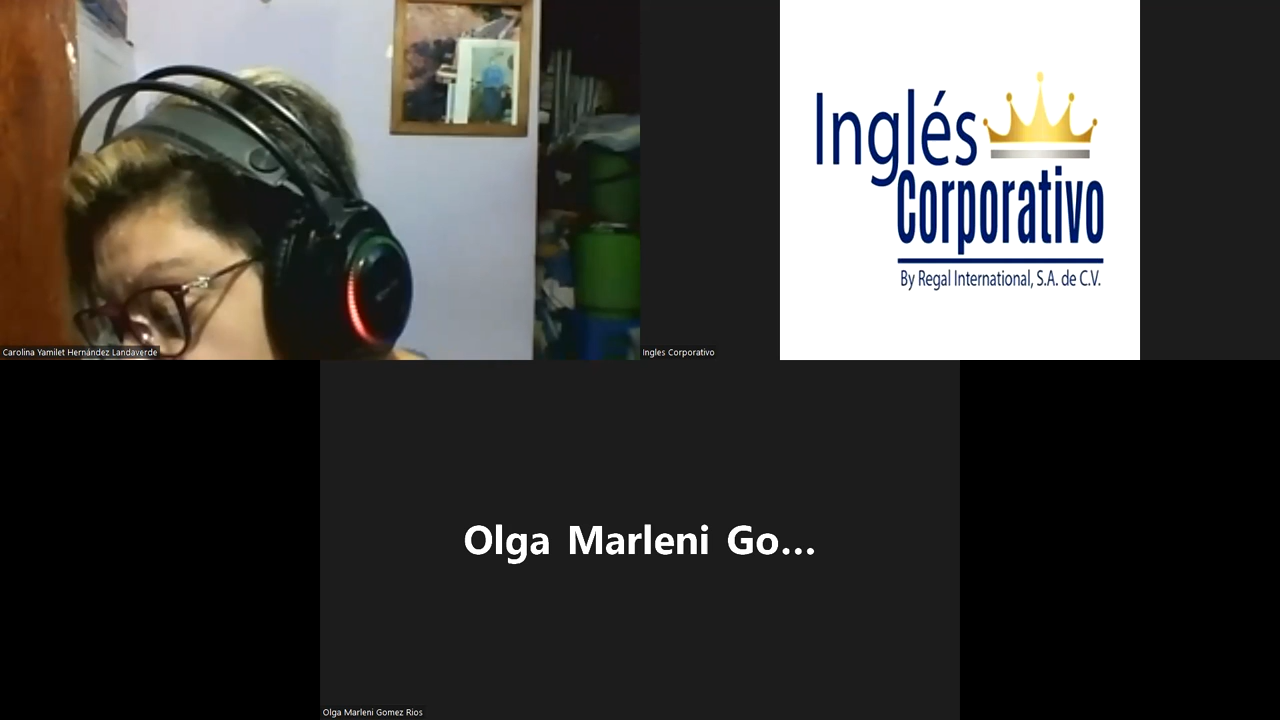 Carolina Yamilet Hernández Landaverde
Inglés
Corporativo
By Regal International, S.A. de C.V.
Ingles Corporativo
Olga Marleni Go...
Olga Marleni Gomez Rios